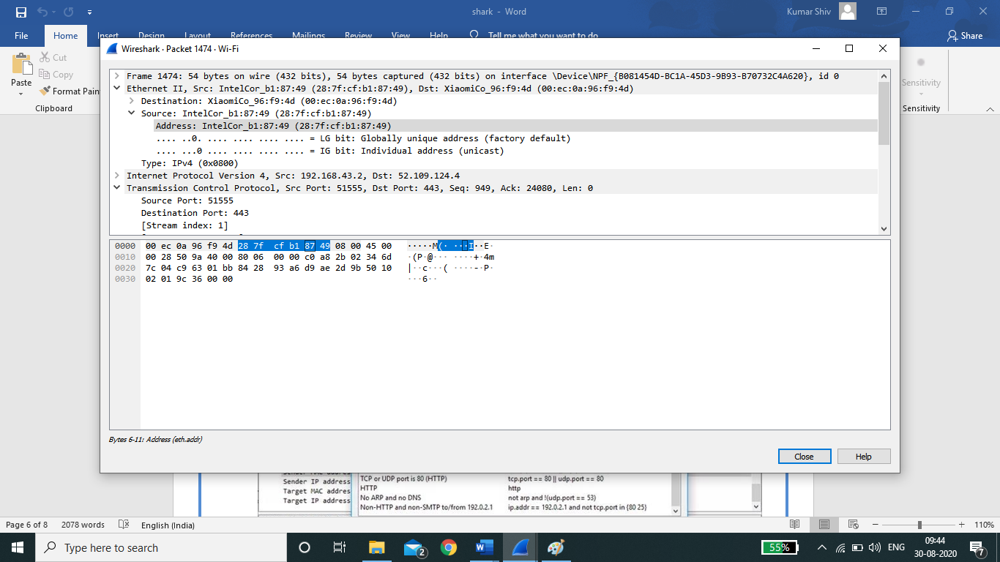 shark - Word
Kumar Shiv
File Home Insert Design Layout References Mailings Review View Help Tell me what you want to do Share
Paste
Cut
Copy
Format Pain
Clipboard
Sensitivity
Sensitivity
Wireshark · Packet 1474 · Wi-Fi
Frame 1474: 54 bytes on wire (432 bits), 54 bytes captured (432 bits) on interface \Device\NPF_{B081454D-BC1A-45D3-9B93-B70732C4A620}, id 0
Ethernet II, Src: IntelCor_b1:87:49 (28:7f:cf:b1:87:49), Dst: XiaomiCo_96:f9:4d (00:ec:0a:96:f9:4d)
Destination: XiaomiCo_96:f9:4d (00:ec:0a:96:f9:4d)
Source: IntelCor_b1:87:49 (28:7f:cf:b1:87:49)
Address: IntelCor_b1:87:49 (28:7f:cf:b1:87:49)
.... ..0. .... .... .... .... = LG bit: Globally unique address (factory default)
.... ...0 .... .... .... .... = IG bit: Individual address (unicast)
Type: IPv4 (0x0800)
Internet Protocol Version 4, Src: 192.168.43.2, Dst: 52.109.124.4
Transmission Control Protocol, Src Port: 51555, Dst Port: 443, Seq: 949, Ack: 24080, Len: 0
Source Port: 51555
Destination Port: 443
[Stream index: 1]
0000 00 ec 0a 96 f9 4d 28 7f cf b1 87 49 08 00 45 00 ·····M(· ···I··E·
0010 00 28 50 9a 40 00 80 06 00 00 c0 a8 2b 02 34 6d ·(P·@··· ····+·4m
0020 7c 04 c9 63 01 bb 84 28 93 a6 d9 ae 2d 9b 50 10 |··c···( ····-·P·
0030 02 01 9c 36 00 00 ···6··
Bytes 6-11: Address (eth.addr)
Close Help
Sender IP address
Target MAC addres
Target IP address
TCP or UDP port is 80 (HTTP) tcp.port == 80 || udp.port == 80
HTTP http
No ARP and no DNS not arp and !(udp.port == 53)
Non-HTTP and non-SMTP to/from 192.0.2.1 ip.addr == 192.0.2.1 and not tcp.port in {80 25}
Page 6 of 8 2078 words English (India) 110%
Type here to search
2
55%
ENG
09:44
30-08-2020
7